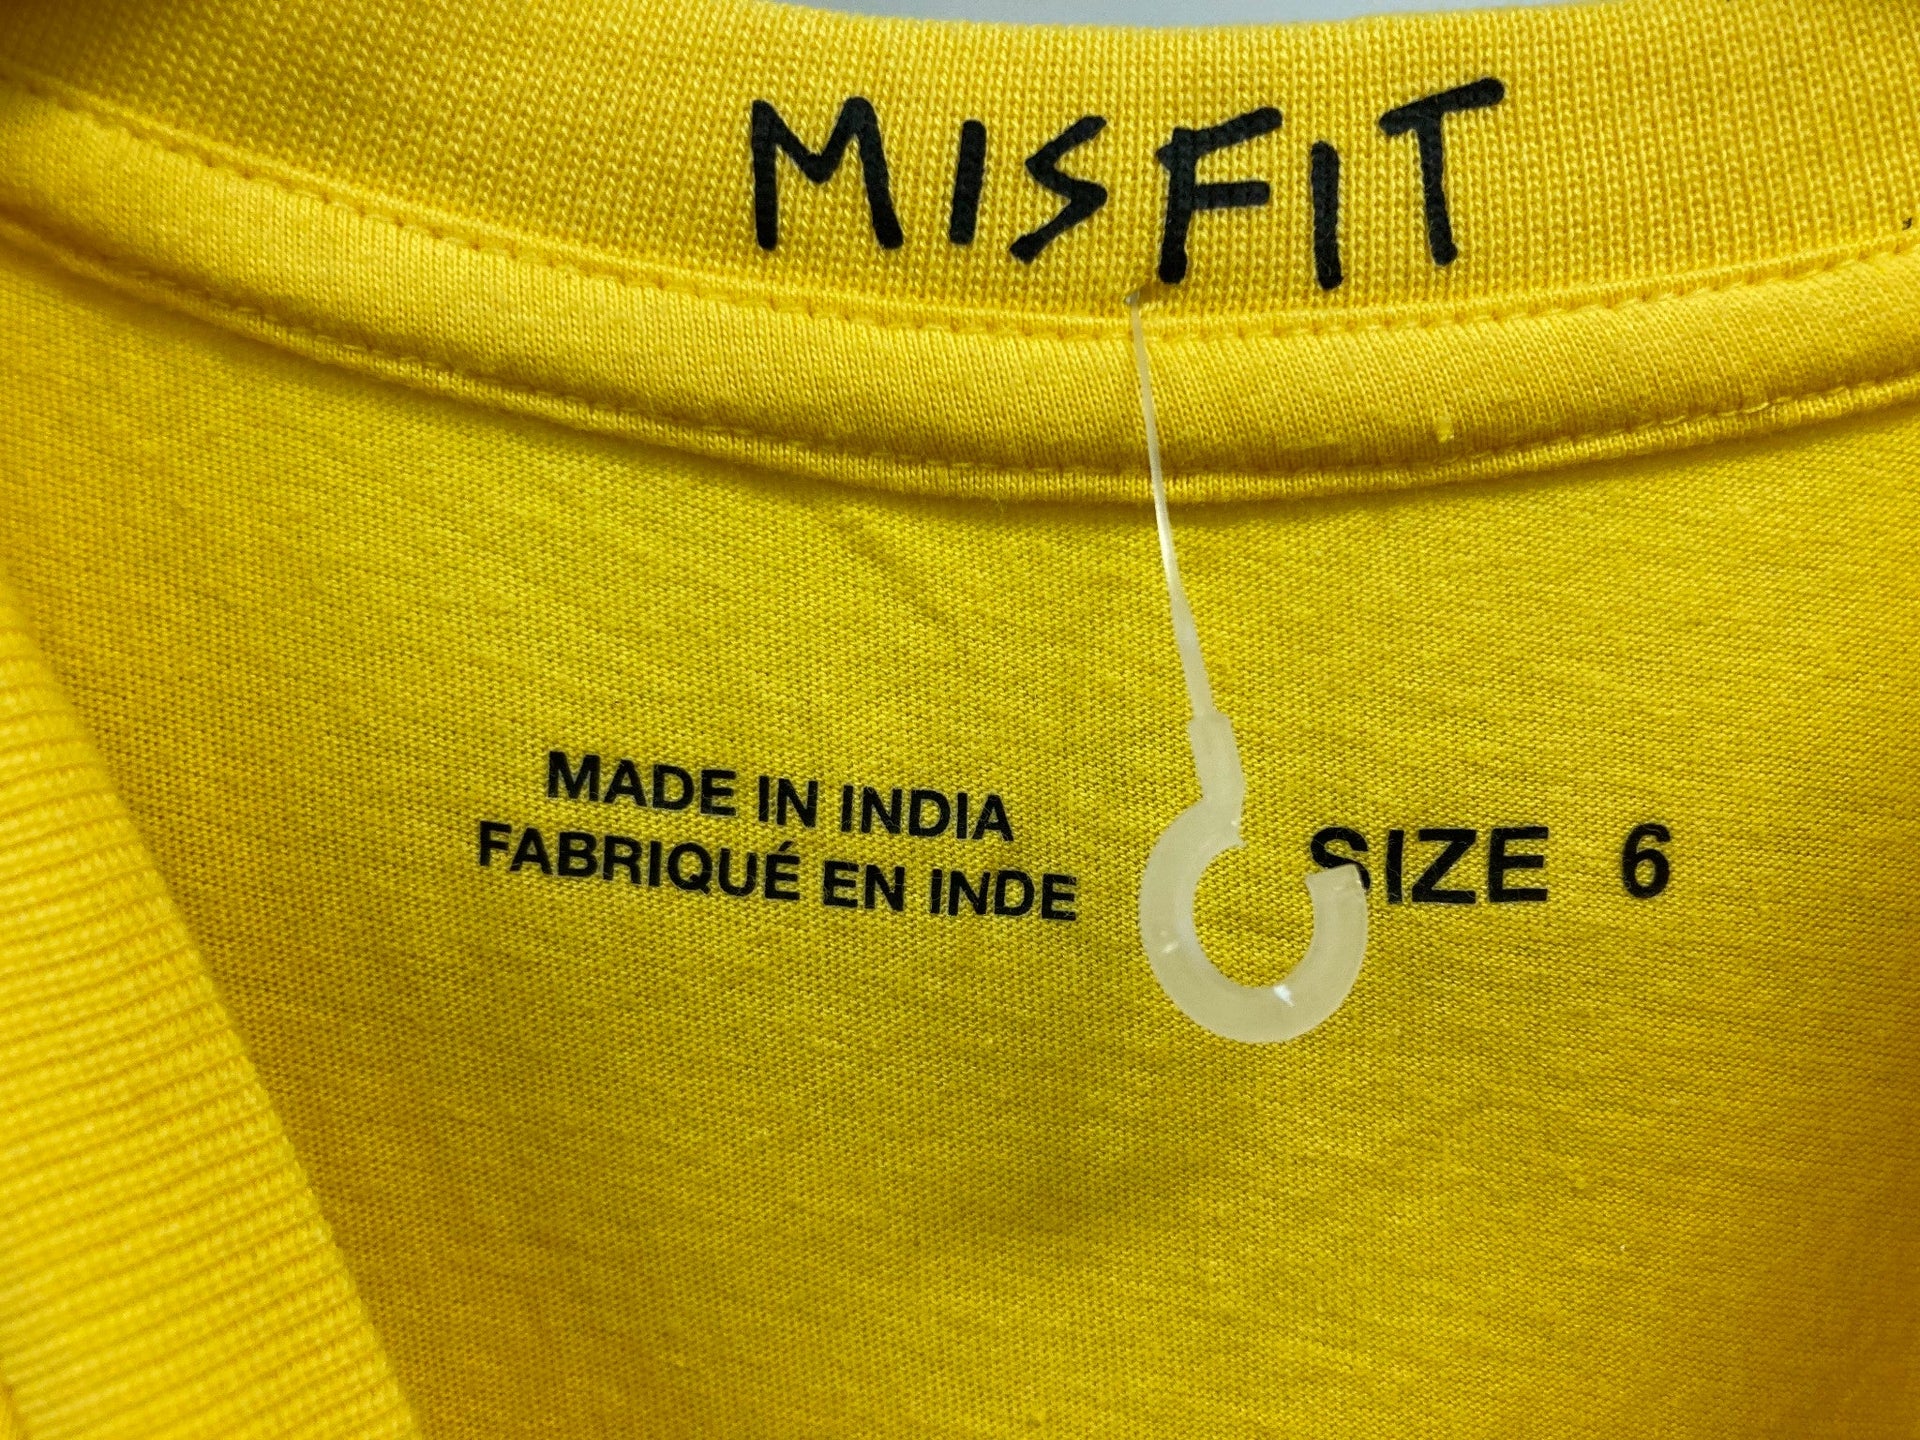 MISFIT
MADE IN INDIA
FABRIQUÉ EN INDE
SIZE 6